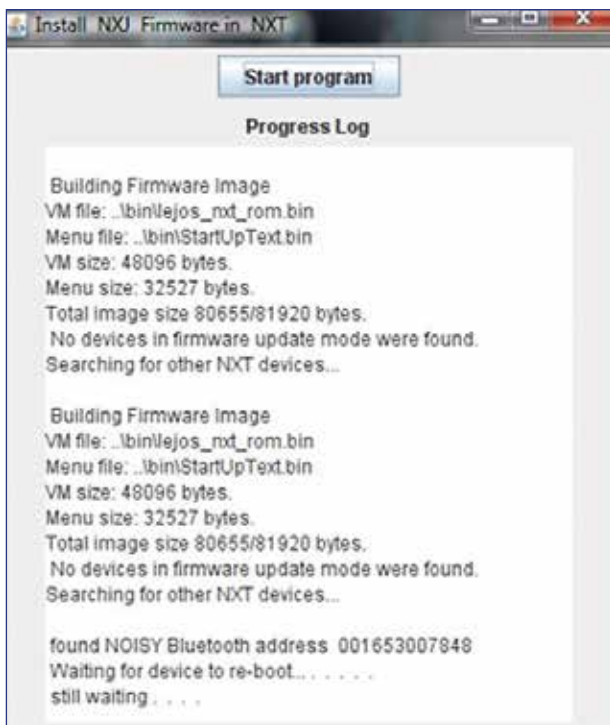 Install NXJ Firmware in NXT
Start program
Progress Log
Building Firmware Image
VM file: ..\bin\lejos_nxt_rom.bin
Menu file: ..\bin\StartUpText.bin
VM size: 48096 bytes.
Menu size: 32527 bytes.
Total image size 80655/81920 bytes.
No devices in firmware update mode were found.
Searching for other NXT devices...
Building Firmware Image
VM file: ..\bin\lejos_nxt_rom.bin
Menu file: ..\bin\StartUpText.bin
VM size: 48096 bytes.
Menu size: 32527 bytes.
Total image size 80655/81920 bytes.
No devices in firmware update mode were found.
Searching for other NXT devices...
found NOISY Bluetooth address 001653007848
Waiting for device to re-boot... . . . . .
still waiting . . . .